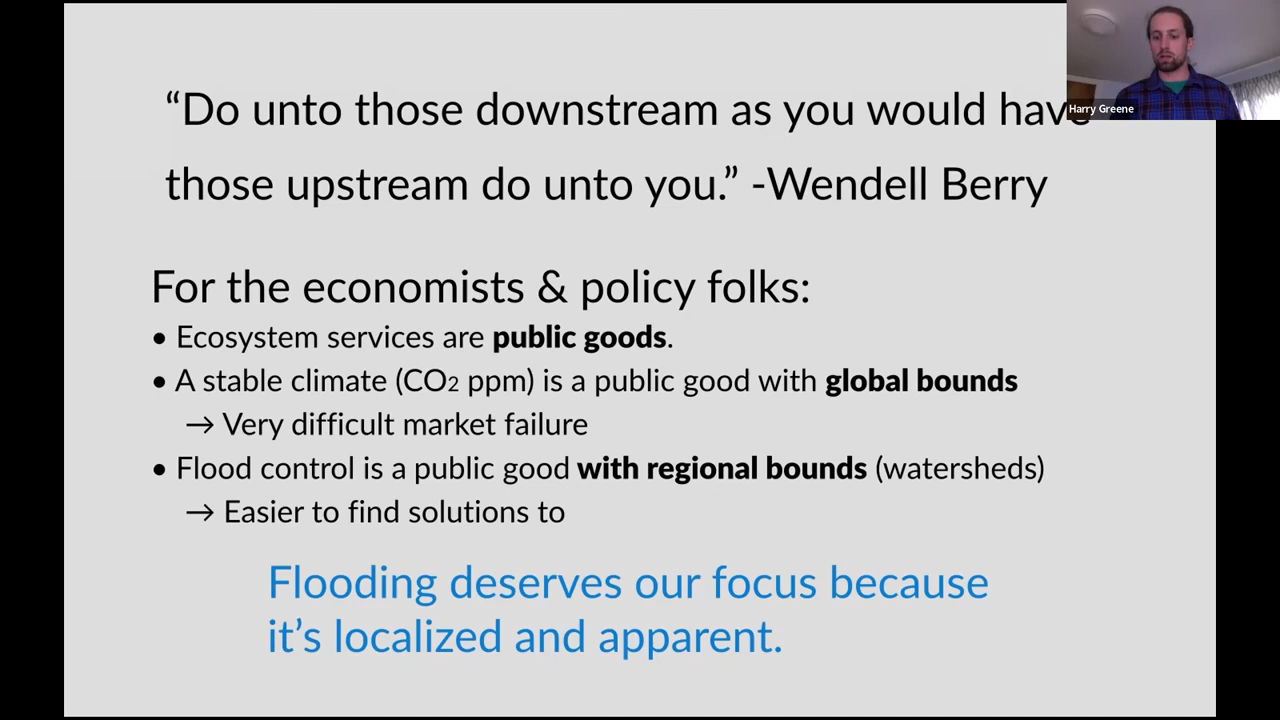 “Do unto those downstream as you would have
those upstream do unto you.” -Wendell Berry
Harry Greene
For the economists & policy folks:
• Ecosystem services are public goods.
• A stable climate (CO2 ppm) is a public good with global bounds
→ Very difficult market failure
• Flood control is a public good with regional bounds (watersheds)
→ Easier to find solutions to
Flooding deserves our focus because
it’s localized and apparent.